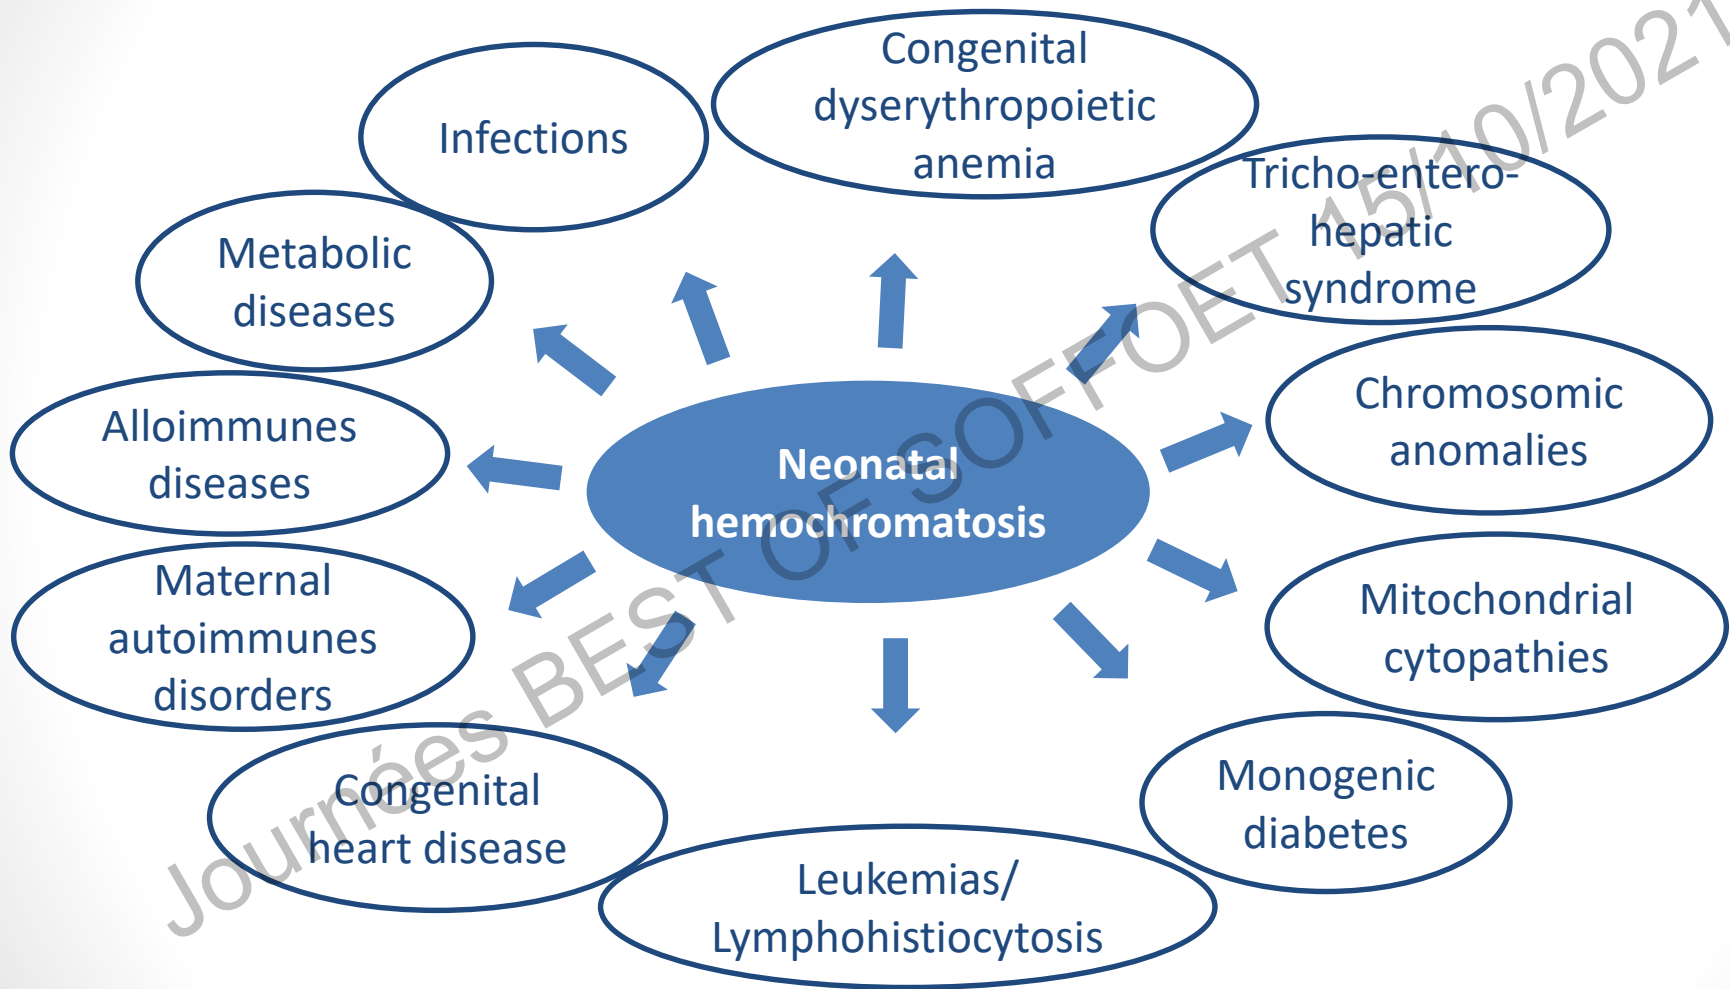 Congenital
dyserythropoietic
anemia
Infections
Tricho-entero-
hepatic
syndrome
Metabolic
diseases
Chromosomic
anomalies
Alloimmunes
diseases
Neonatal
hemochromatosis
Maternal
autoimmunes
disorders
Mitochondrial
cytopathies
Congenital
heart disease
Monogenic
diabetes
Leukemias/
Lymphohistiocytosis
Journées BEST OF SOFFOET 15/10/2021